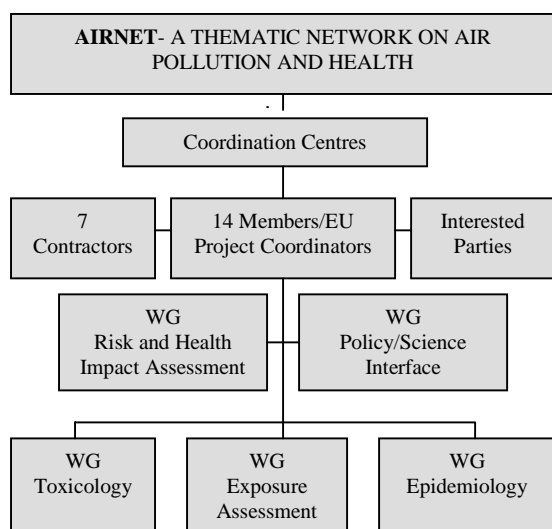 AIRNET- A THEMATIC NETWORK ON AIR
POLLUTION AND HEALTH
Coordination Centres
7
Contractors
14 Members/EU
Project Coordinators
Interested
Parties
WG
Risk and Health
Impact Assessment
WG
Policy/Science
Interface
WG
Toxicology
WG
Exposure
Assessment
WG
Epidemiology